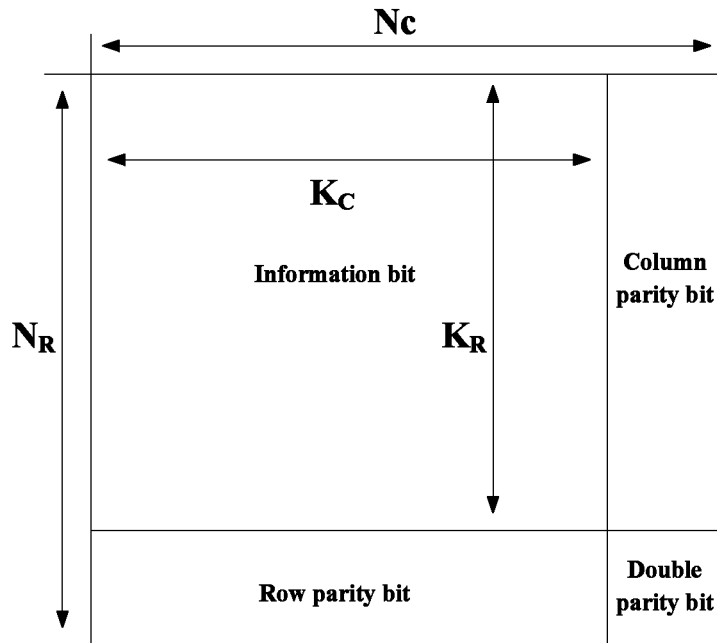 Nc
K_C
Information bit
Column
parity bit
N_R
K_R
Row parity bit
Double
parity bit